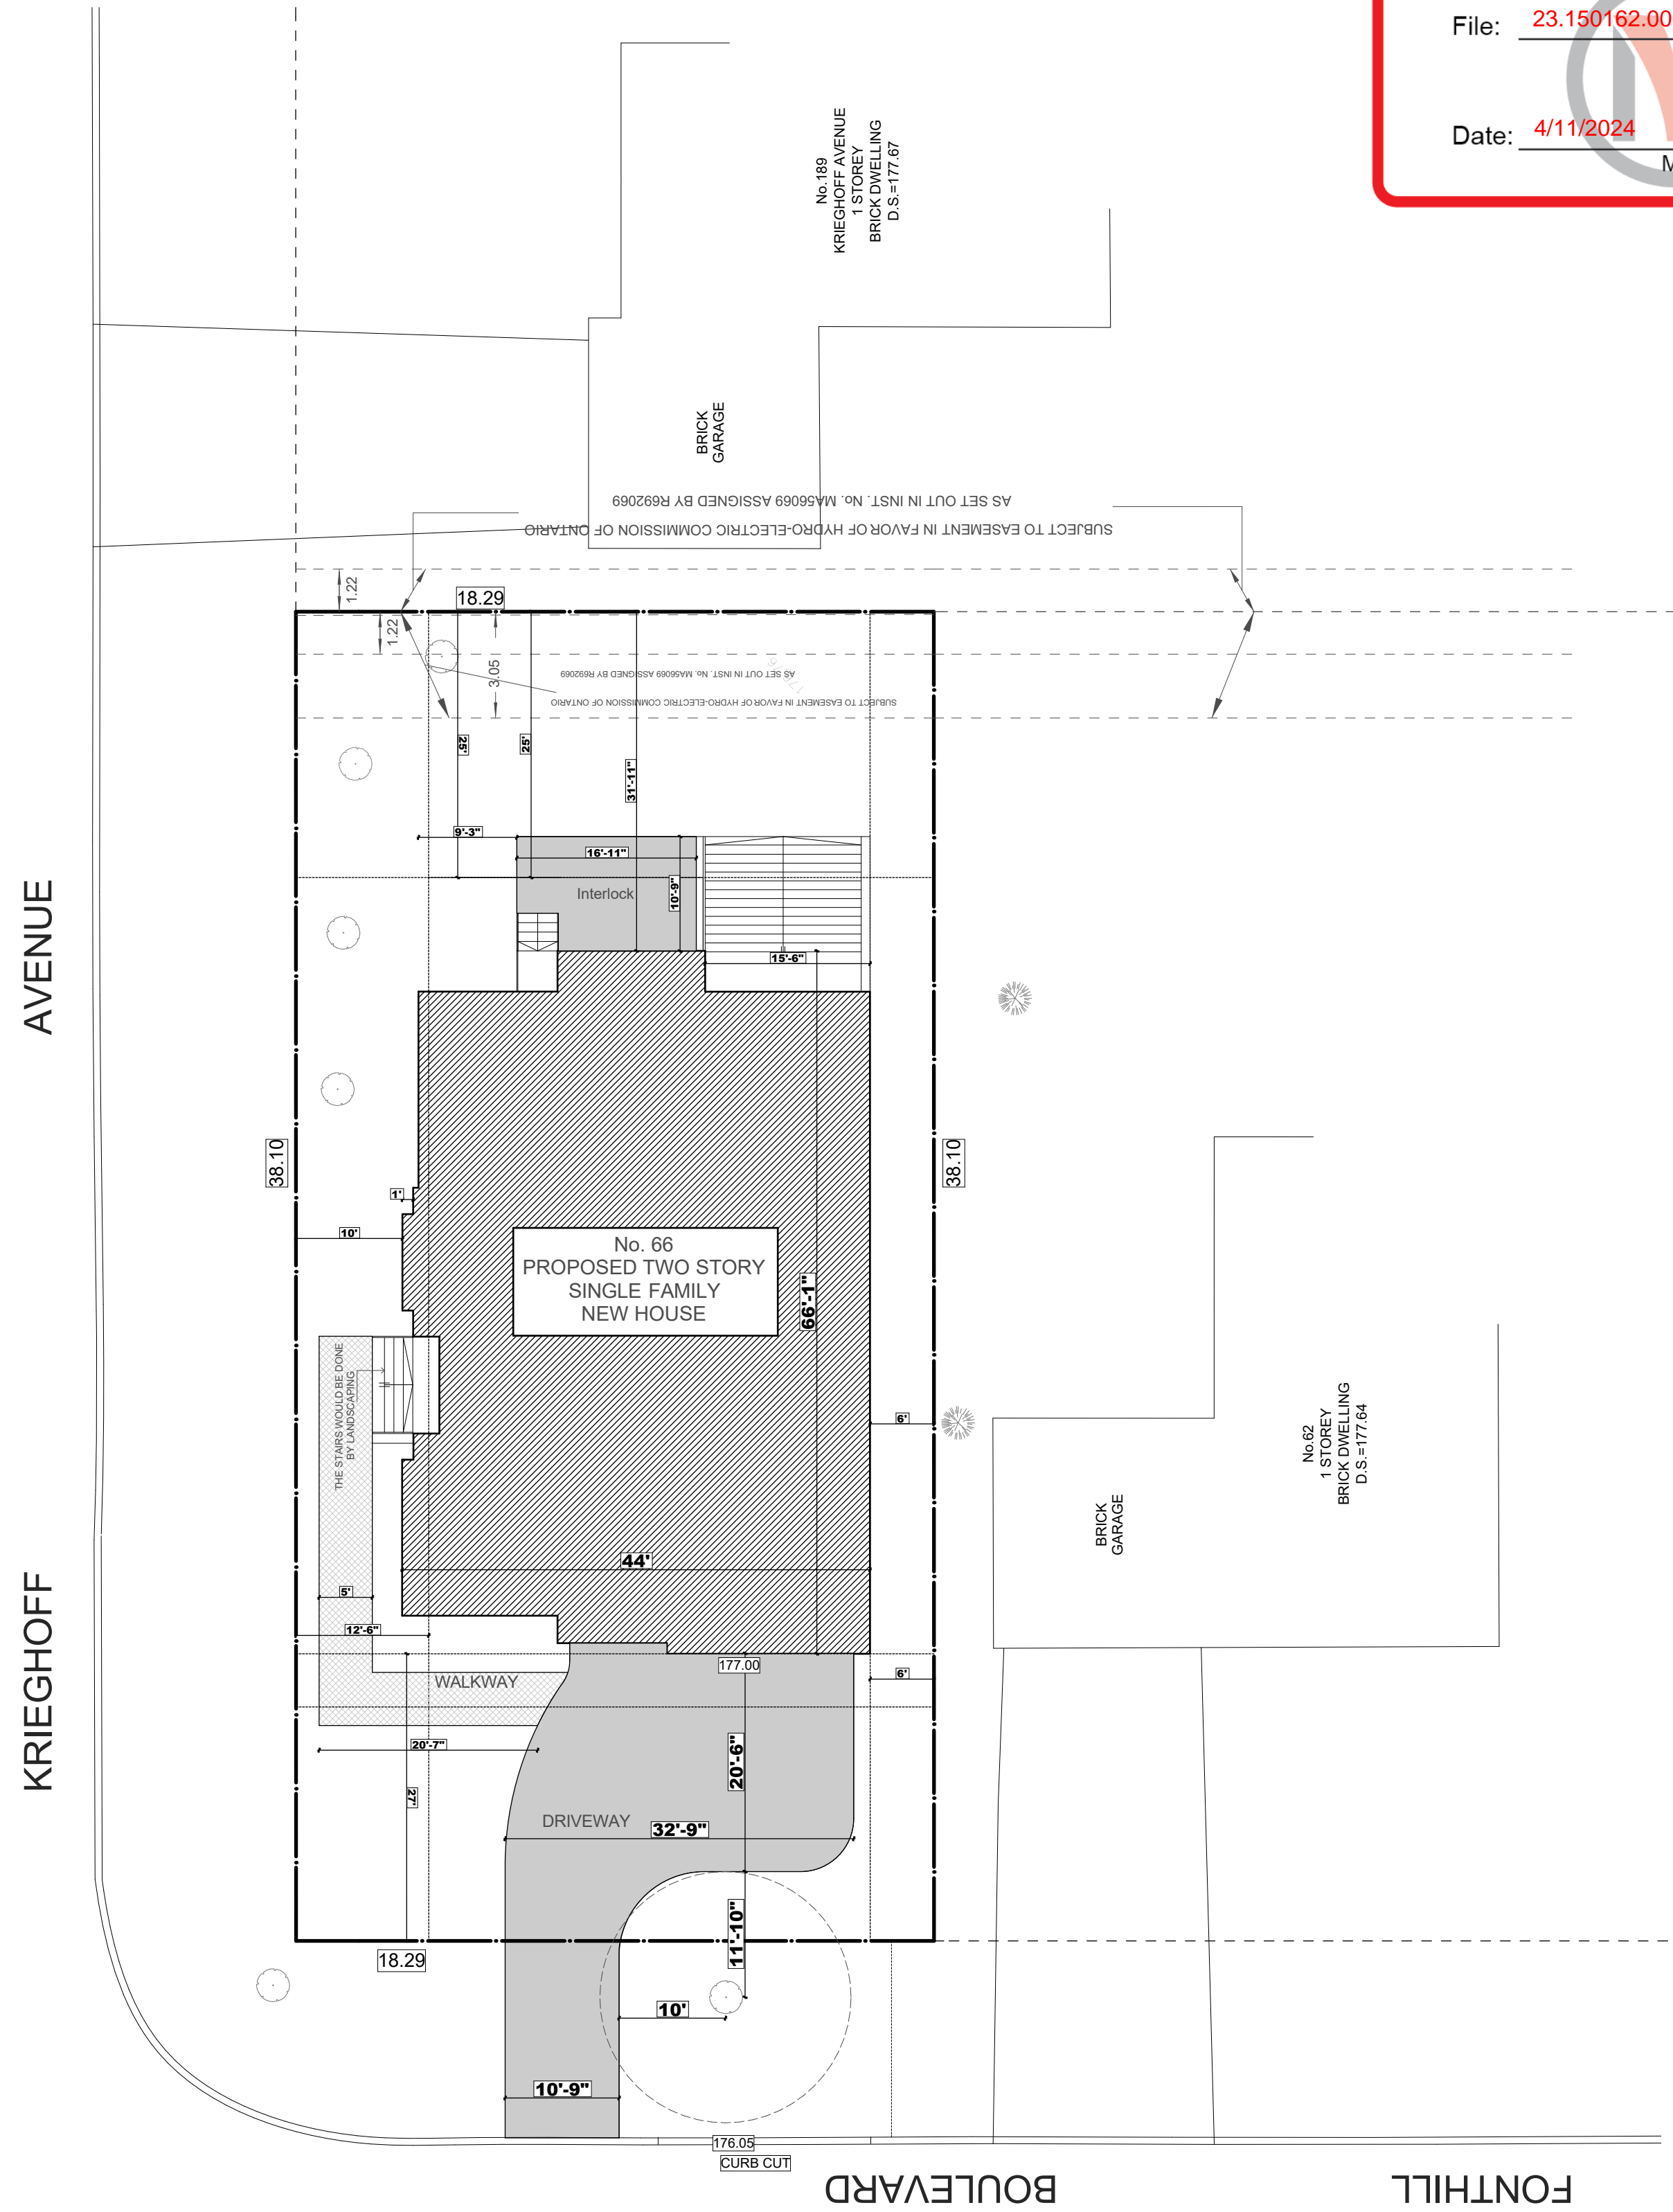 File: 23.150162.00
Date: 4/11/2024
M
No.189
KRIEGHOFF AVENUE
1 STOREY
BRICK DWELLING
D.S.=177.67
BRICK
GARAGE
SUBJECT TO EASEMENT IN FAVOR OF HYDRO-ELECTRIC COMMISSION OF ONTARIO
AS SET OUT IN INST. No. MA56069 ASSIGNED BY R692069
1.22
18.29
1.22
3.05
SUBJECT TO EASEMENT IN FAVOR OF HYDRO-ELECTRIC COMMISSION OF ONTARIO
AS SET OUT IN INST. No. MA56069 ASSIGNED BY R692069
25'
25'
31'-11"
9'-3"
16'-11"
Interlock
10'-9"
15'-6"
AVENUE
38.10
38.10
1'
10'
No. 66
PROPOSED TWO STORY
SINGLE FAMILY
NEW HOUSE
66'-1"
THE STAIRS WOULD BE DONE
BY LANDSCAPING
6'
No.62
1 STOREY
BRICK DWELLING
D.S.=177.64
BRICK
GARAGE
44'
5'
12'-6"
KRIEGHOFF
177.00
6'
WALKWAY
20'-7"
20'-6"
27'
DRIVEWAY
32'-9"
11'-10"
18.29
10'
10'-9"
176.05
CURB CUT
FONTHILL
BOULEVARD